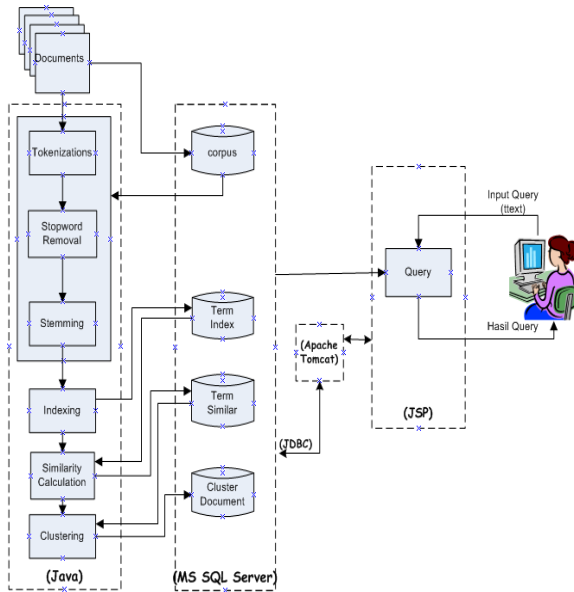 Documents
Tokenizations
corpus
Input Query
(ttext)
Stopword
Removal
Query
Stemming
Term
Index
Hasil Query
(Apache
Tomcat)
Indexing
Term
Similar
(JSP)
(JDBC)
Similarity
Calculation
Cluster
Document
Clustering
(Java)
(MS SQL Server)